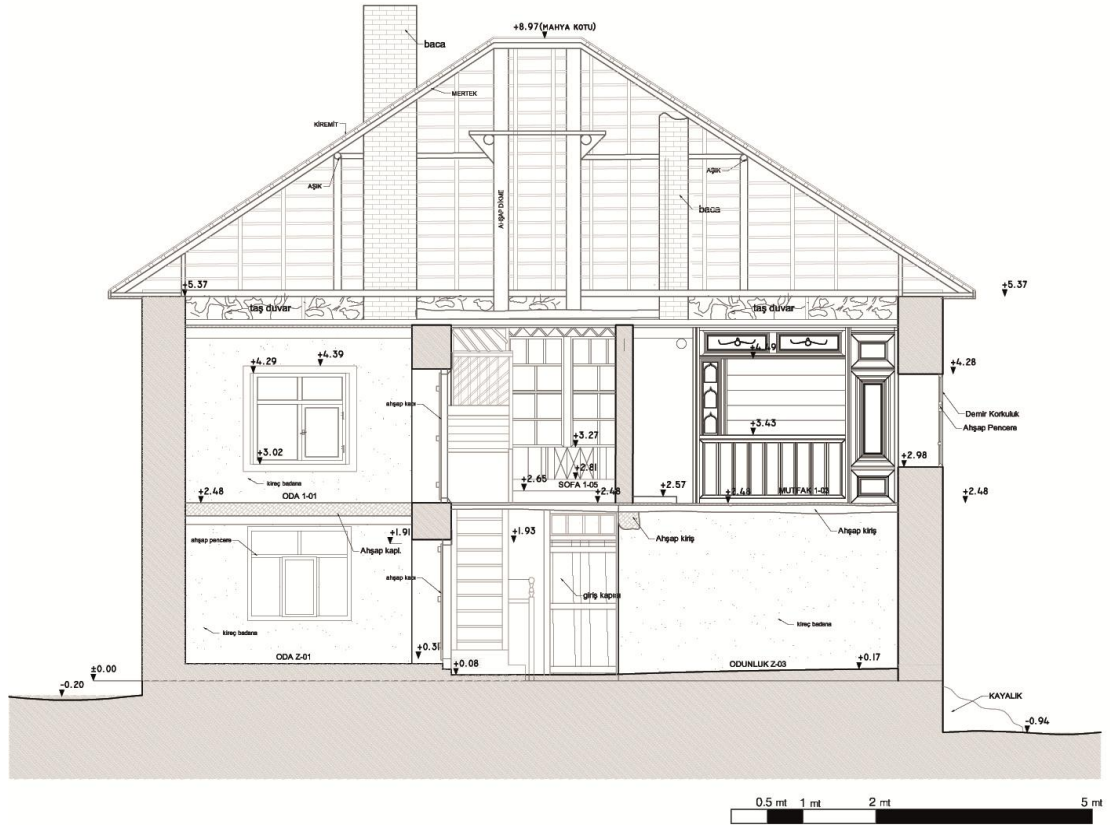 +8.97(MAHYA KOTU)
baca
MERTEK
KİREMİT
AŞIK
AŞIK
AHŞAP DİKME
baca
+5.37
+5.37
taş duvar
taş duvar
+4.29
+4.39
+4.49
+4.28
ahşap kapı
Demir Korkuluk
Ahşap Pencere
+3.27
+3.43
+3.02
+2.81
+2.98
kireç badana
+2.65
SOFA 1-05
+2.57
MUTFAK 1-03
ODA 1-01
+2.48
+2.48
+2.48
+2.48
+1.91
+1.93
Ahşap kiriş
Ahşap kiriş
ahşap pencere
Ahşap kapl.
ahşap kapı
giriş kapısı
kireç badana
kireç badana
+0.31
ODA Z-01
+0.08
ODUNLUK Z-03
+0.17
±0.00
-0.20
KAYALIK
-0.94
0.5 mt
1 mt
2 mt
5 mt